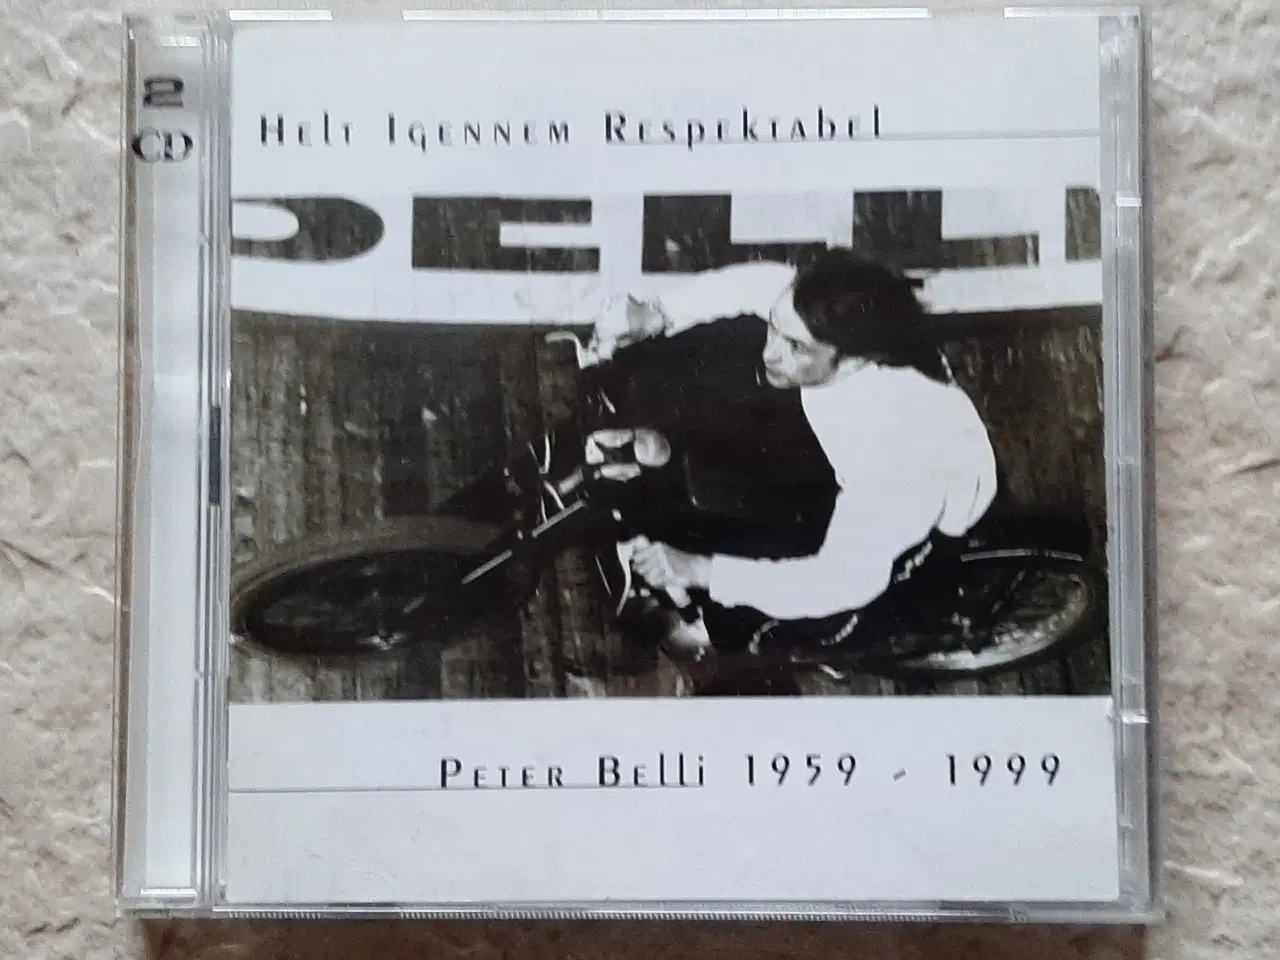 2
CD
Helt Igennem Respektabel
BELLI
Peter Belli 1959 - 1999